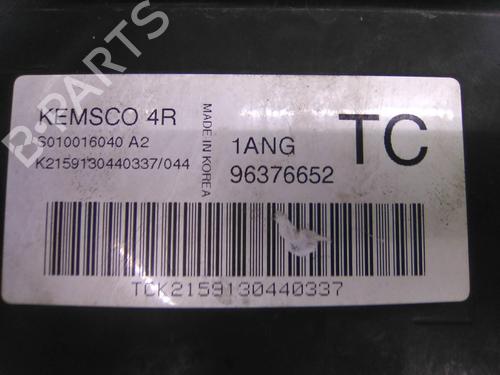 B-PARTS
KEMSCO 4R
S010016040 A2
K2159130440337/044
MADE IN KOREA
1ANG
96376652
TC
TCK2159130440337